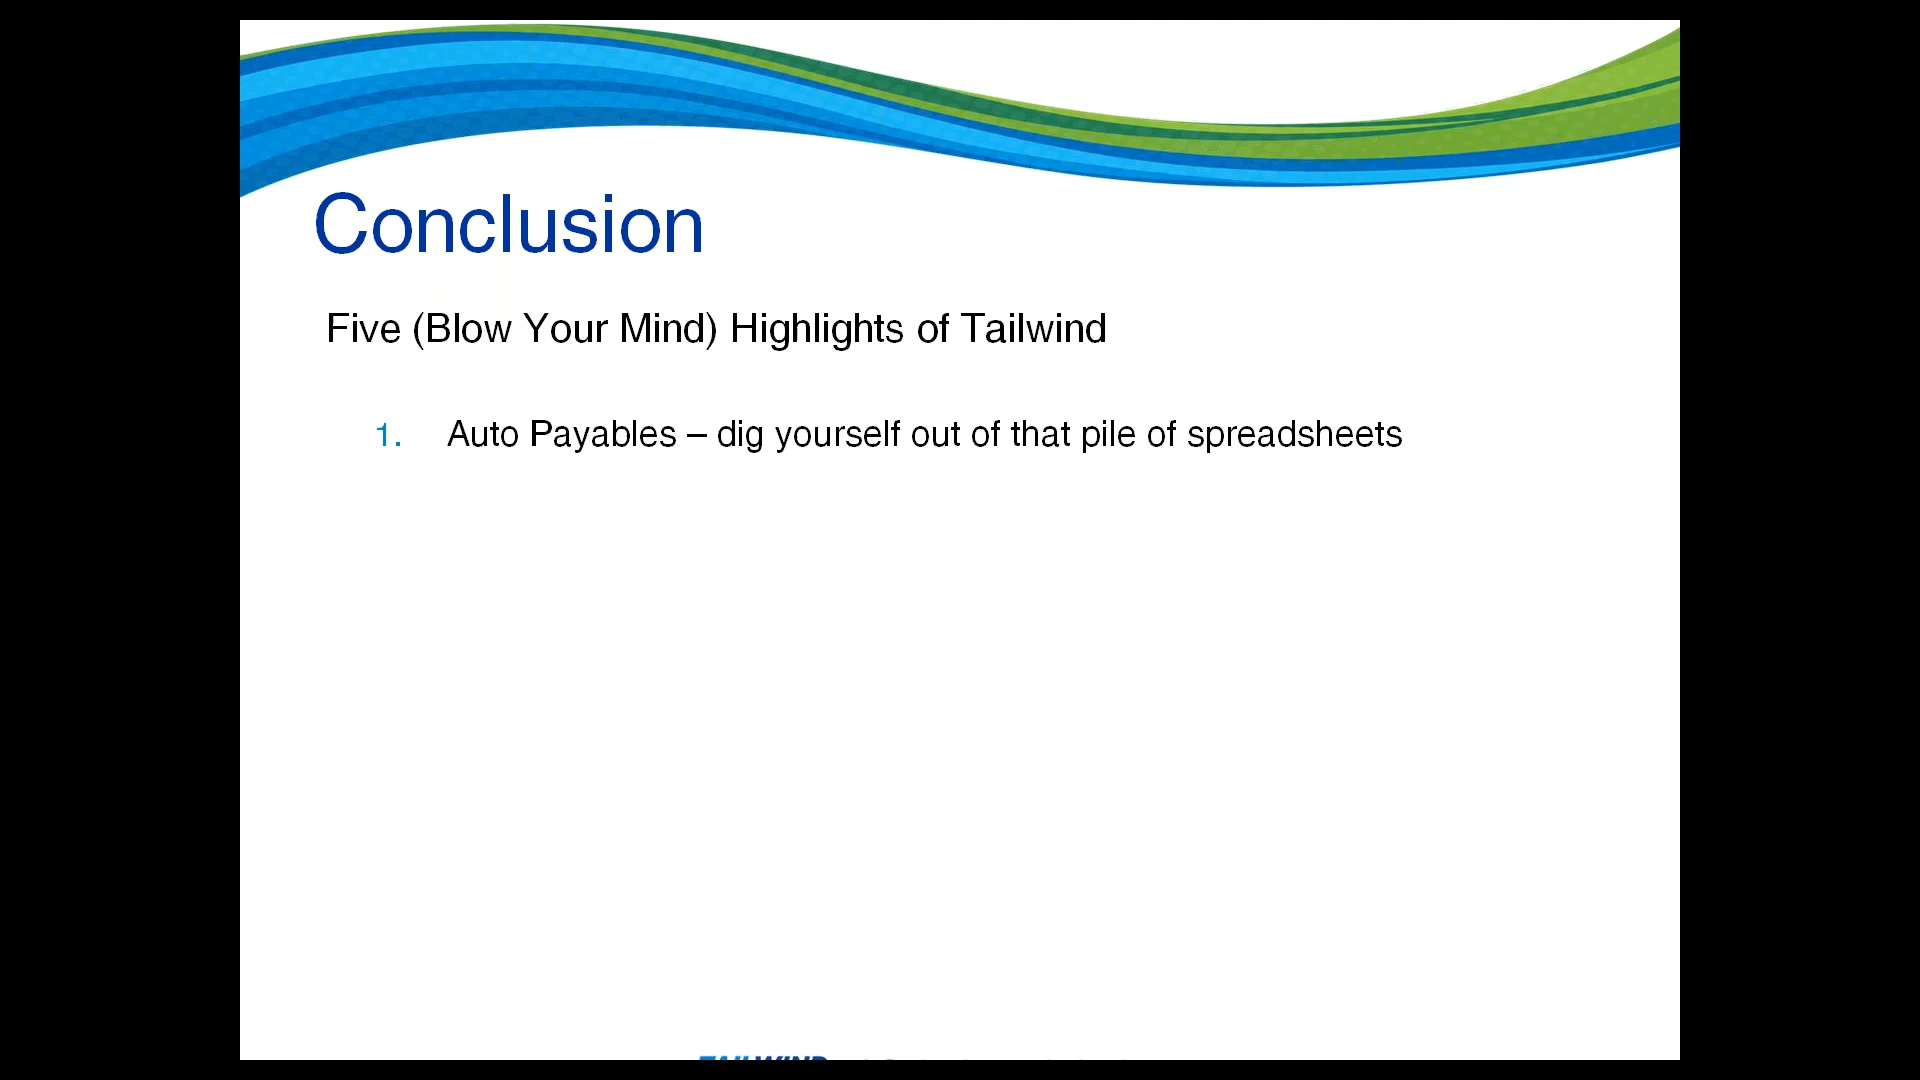 Conclusion
Five (Blow Your Mind) Highlights of Tailwind
1. Auto Payables – dig yourself out of that pile of spreadsheets